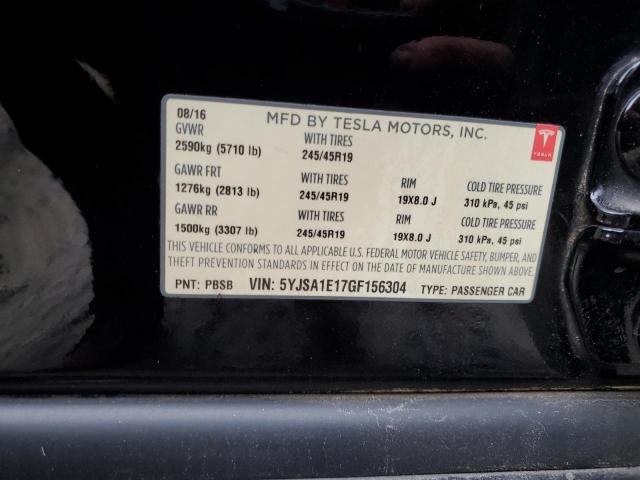 08/16 MFD BY TESLA MOTORS, INC.
GVWR WITH TIRES
2590kg (5710 lb) 245/45R19
TESLA
GAWR FRT WITH TIRES RIM COLD TIRE PRESSURE
1276kg (2813 lb) 245/45R19 19X8.0 J 310 kPa, 45 psi
GAWR RR WITH TIRES RIM COLD TIRE PRESSURE
1500kg (3307 lb) 245/45R19 19X8.0 J 310 kPa, 45 psi
THIS VEHICLE CONFORMS TO ALL APPLICABLE U.S. FEDERAL MOTOR VEHICLE SAFETY, BUMPER, AND
THEFT PREVENTION STANDARDS IN EFFECT ON THE DATE OF MANUFACTURE SHOWN ABOVE.
PNT: PBSB VIN: 5YJSA1E17GF156304 TYPE: PASSENGER CAR